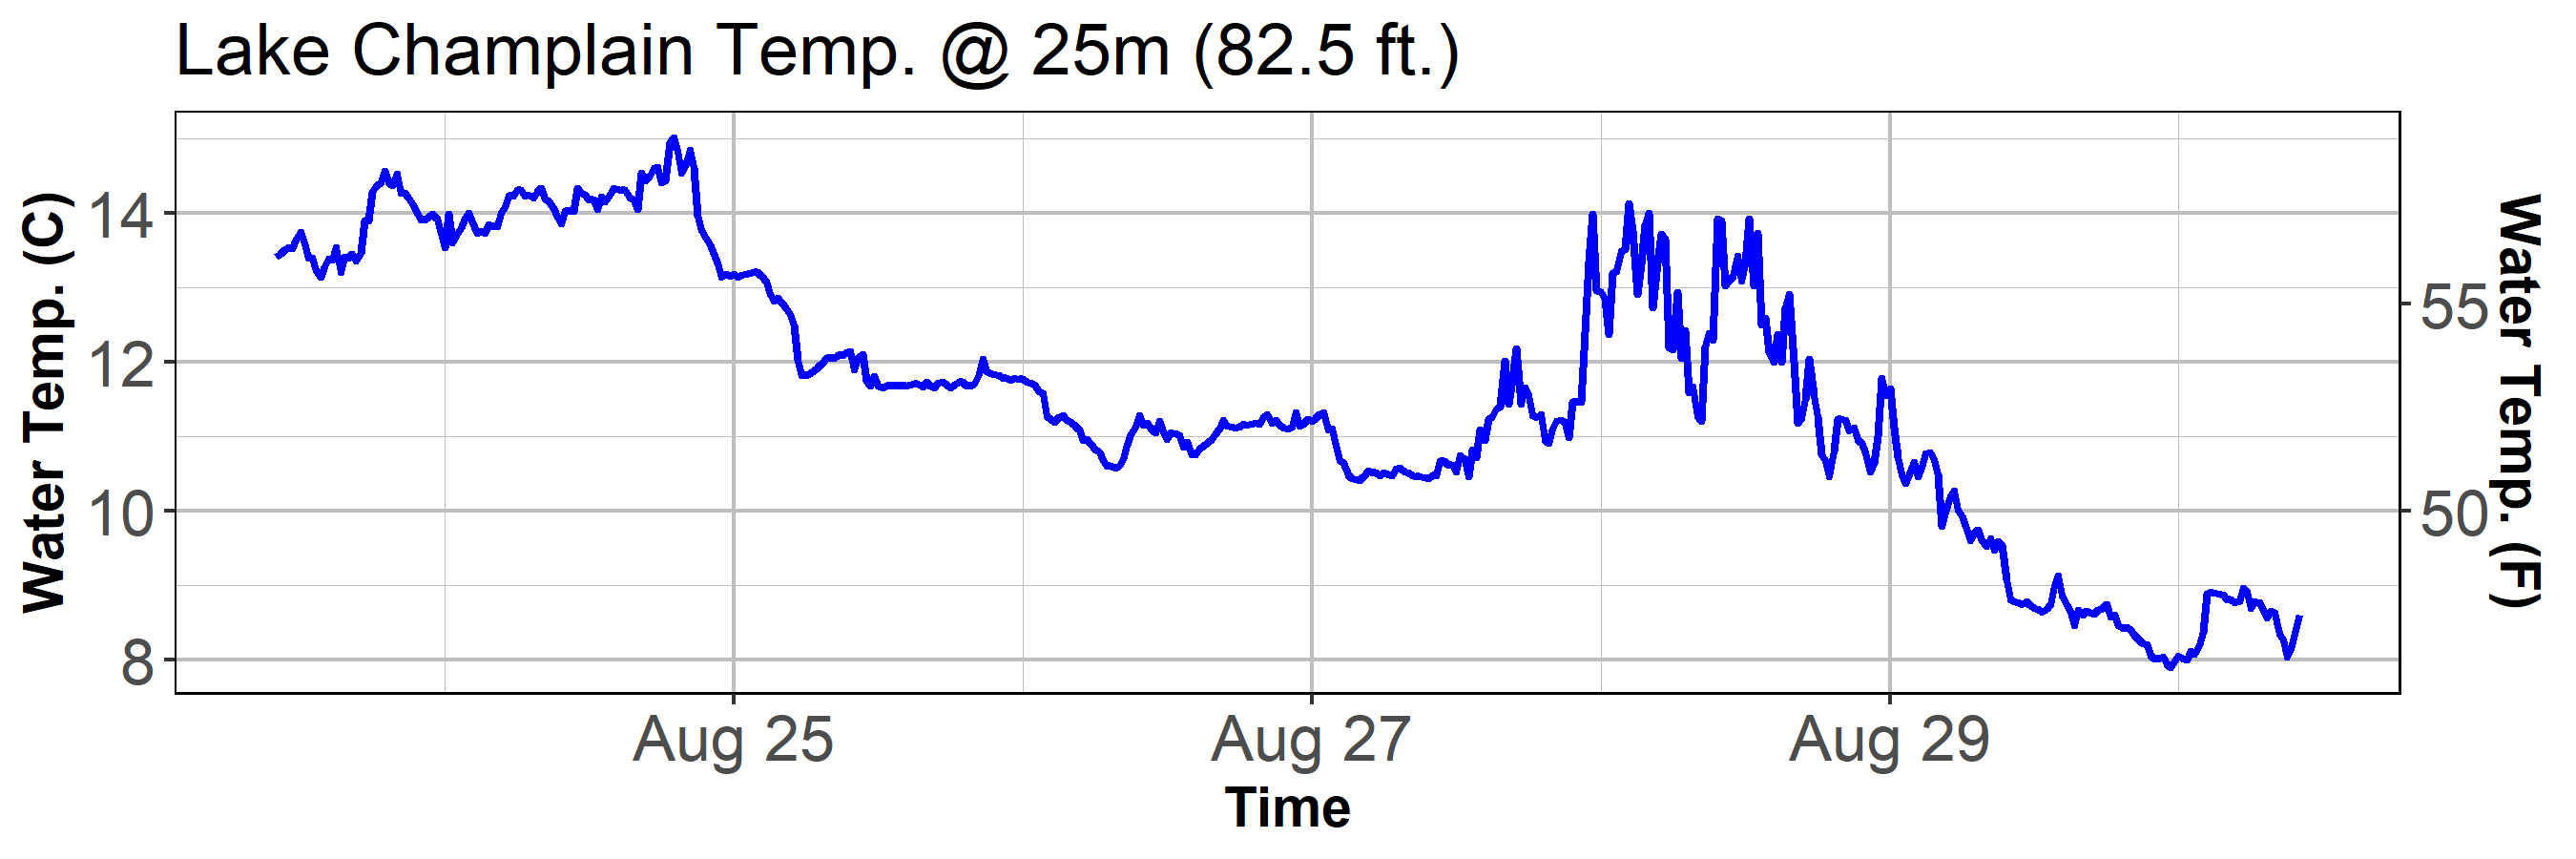 Lake Champlain Temp. @ 25m (82.5 ft.)
Water Temp. (C)
14
12
10
8
55
50
Water Temp. (F)
Aug 25
Aug 27
Aug 29
Time